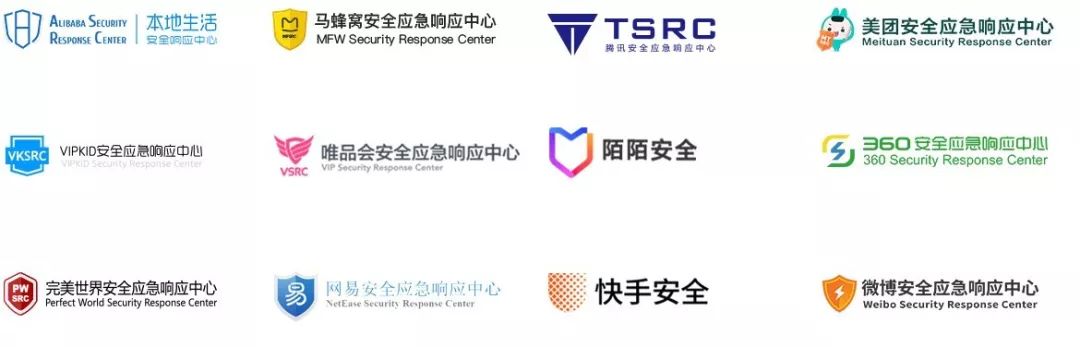 ALIBABA SECURITY
RESPONSE CENTER
本地生活
安全响应中心
MFSRC
马蜂窝安全应急响应中心
MFW Security Response Center
TSRC
腾讯安全应急响应中心
美团安全应急响应中心
Meituan Security Response Center
VKSRC
VIPKID安全应急响应中心
VIPKID Security Response Center
VSRC
唯品会安全应急响应中心
VIP Security Response Center
陌陌安全
360安全应急响应中心
360 Security Response Center
PW
SRC
完美世界安全应急响应中心
Perfect World Security Response Center
易
网易安全应急响应中心
NetEase Security Response Center
快手安全
微博安全应急响应中心
Weibo Security Response Center